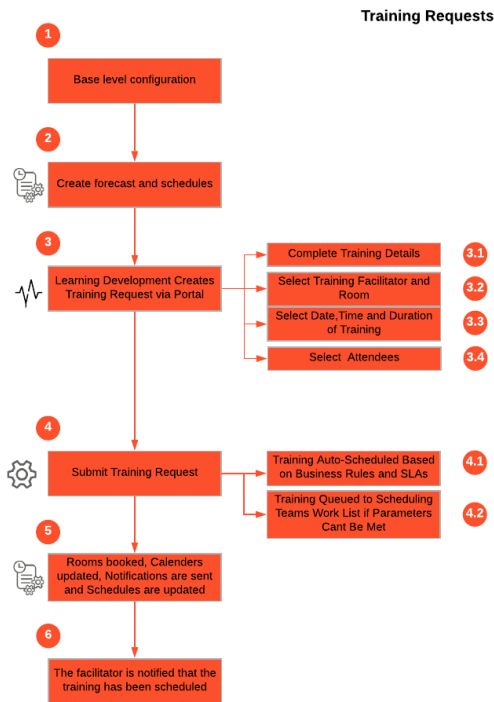 Training Requests
1
Base level configuration
2
Create forecast and schedules
3
Learning Development Creates
Training Request via Portal
Complete Training Details
3.1
Select Training Facilitator and
Room
3.2
Select Date,Time and Duration
of Training
3.3
Select Attendees
3.4
4
Submit Training Request
Training Auto-Scheduled Based
on Business Rules and SLAs
4.1
Training Queued to Scheduling
Teams Work List if Parameters
Cant Be Met
4.2
5
Rooms booked, Calenders
updated, Notifications are sent
and Schedules are updated
6
The facilitator is notified that the
training has been scheduled